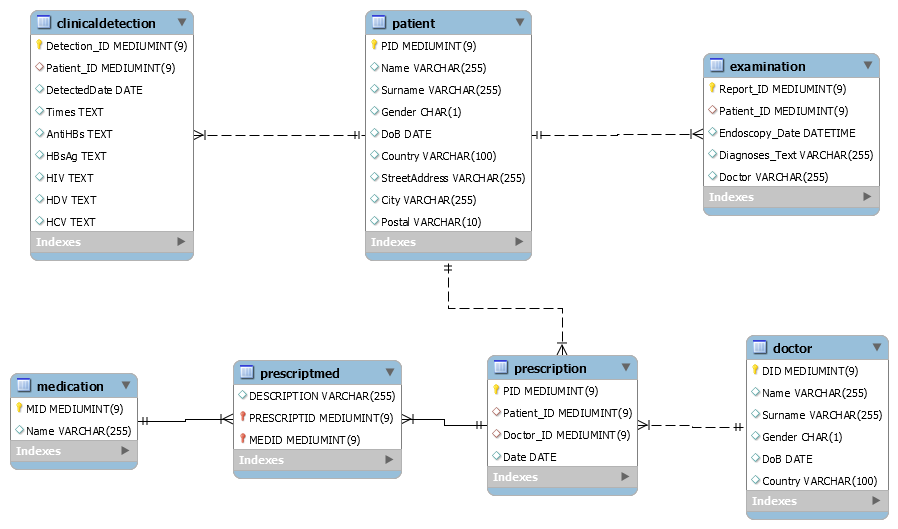 clinicaldetection
Detection_ID MEDIUMINT(9)
Patient_ID MEDIUMINT(9)
DetectedDate DATE
Times TEXT
AntiHBs TEXT
HBsAg TEXT
HIV TEXT
HDV TEXT
HCV TEXT
Indexes
patient
PID MEDIUMINT(9)
Name VARCHAR(255)
Surname VARCHAR(255)
Gender CHAR(1)
DoB DATE
Country VARCHAR(100)
StreetAddress VARCHAR(255)
City VARCHAR(255)
Postal VARCHAR(10)
Indexes
examination
Report_ID MEDIUMINT(9)
Patient_ID MEDIUMINT(9)
Endoscopy_Date DATETIME
Diagnoses_Text VARCHAR(255)
Doctor VARCHAR(255)
Indexes
medication
MID MEDIUMINT(9)
Name VARCHAR(255)
Indexes
prescriptmed
DESCRIPTION VARCHAR(255)
PRESCRIPTID MEDIUMINT(9)
MEDID MEDIUMINT(9)
Indexes
prescription
PID MEDIUMINT(9)
Patient_ID MEDIUMINT(9)
Doctor_ID MEDIUMINT(9)
Date DATE
Indexes
doctor
DID MEDIUMINT(9)
Name VARCHAR(255)
Surname VARCHAR(255)
Gender CHAR(1)
DoB DATE
Country VARCHAR(100)
Indexes